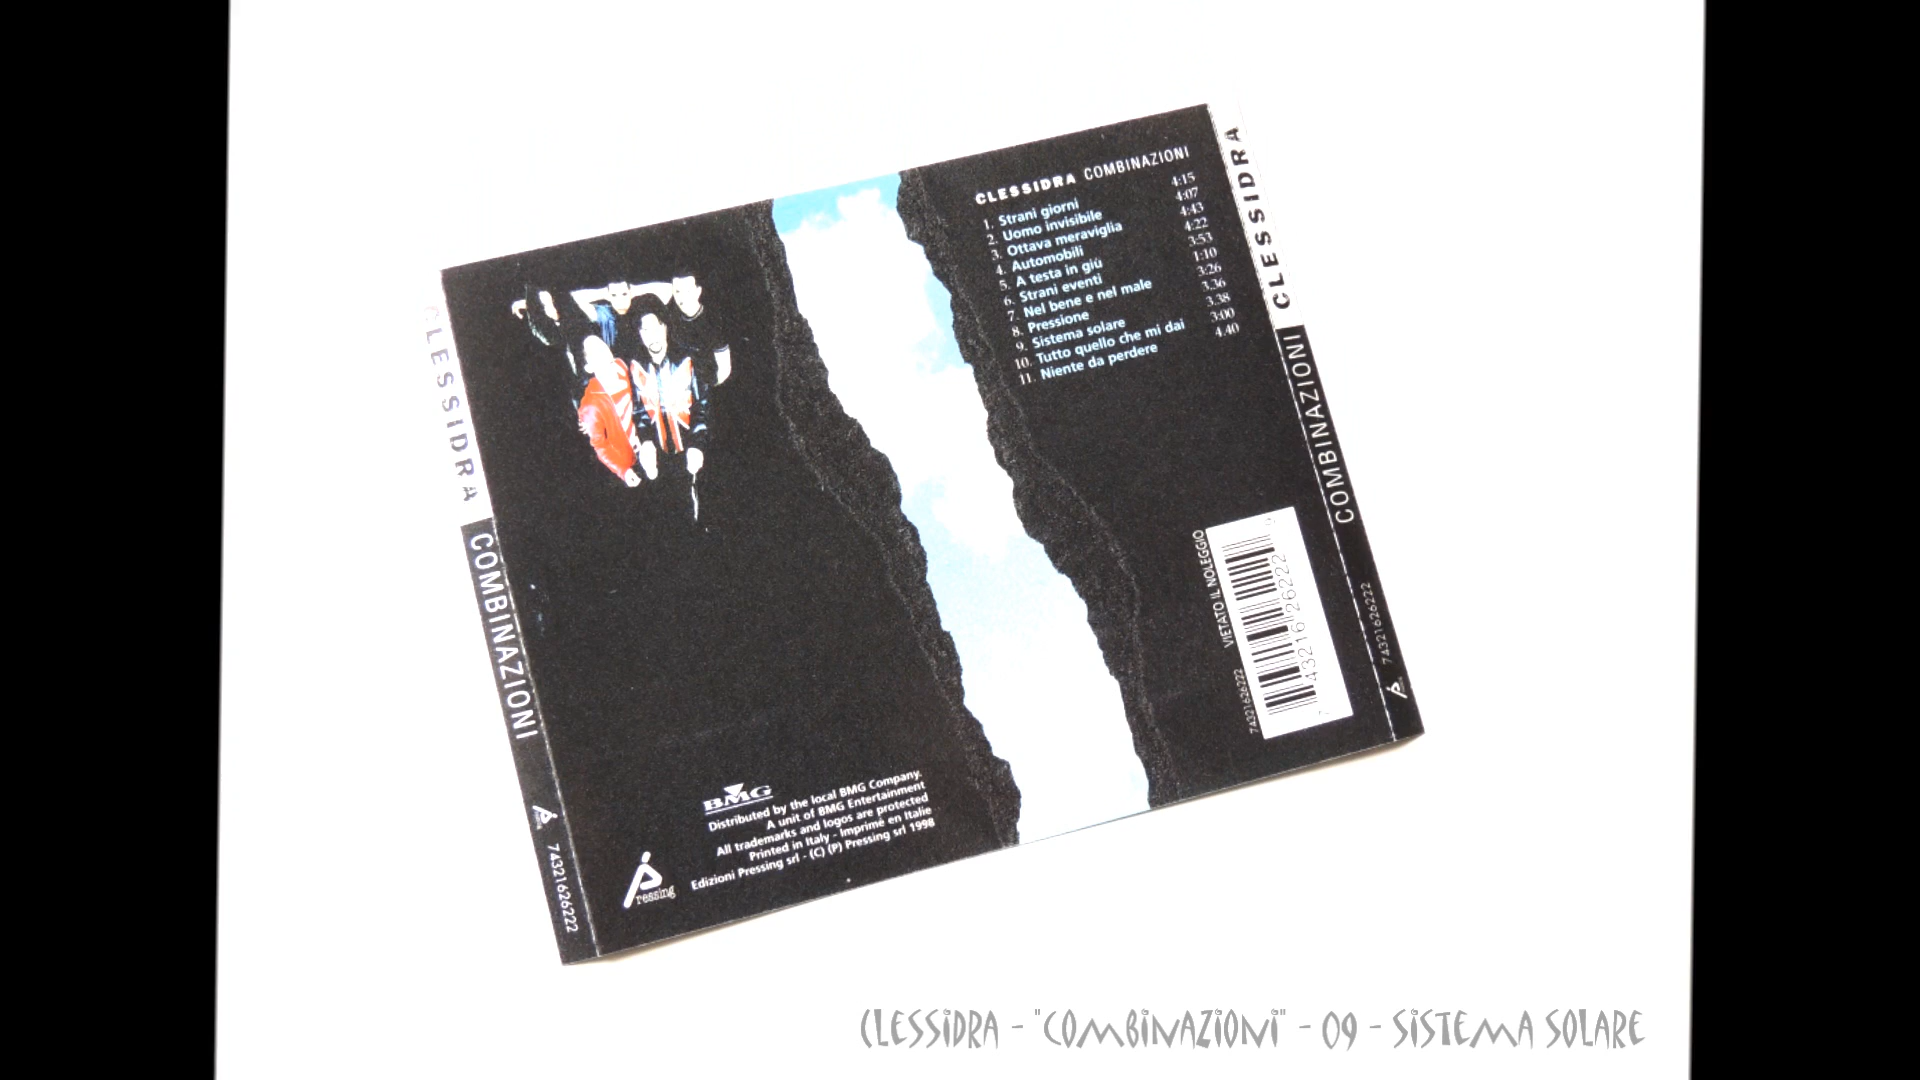 CLESSIDRA COMBINAZIONI
1. Strani giorni 4:15
2. Uomo invisibile 4:07
3. Ottava meraviglia 4:43
4. Automobili 4:22
5. A testa in giù 3:53
6. Strani eventi 1:10
7. Nel bene e nel male 3:26
8. Pressione 3.36
9. Sistema solare 3.38
10. Tutto quello che mi dai 3:00
11. Niente da perdere 4.40
CLESSIDRA COMBINAZIONI
74321626222
CLESSIDRA COMBINAZIONI
74321626222
VIETATO IL NOLEGGIO
74321626222
7 43216 26222 6
BMG
Distributed by the local BMG Company.
A unit of BMG Entertainment
All trademarks and logos are protected
Printed in Italy - Imprimé en Italie
Edizioni Pressing srl - (C) (P) Pressing srl 1998
Pressing
CLESSIDRA - "COMBINAZIONI" - 09 - SISTEMA SOLARE